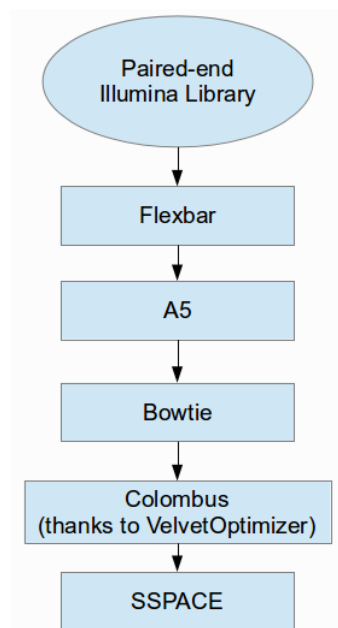 Paired-end
Illumina Library
Flexbar
A5
Bowtie
Colombus
(thanks to VelvetOptimizer)
SSPACE